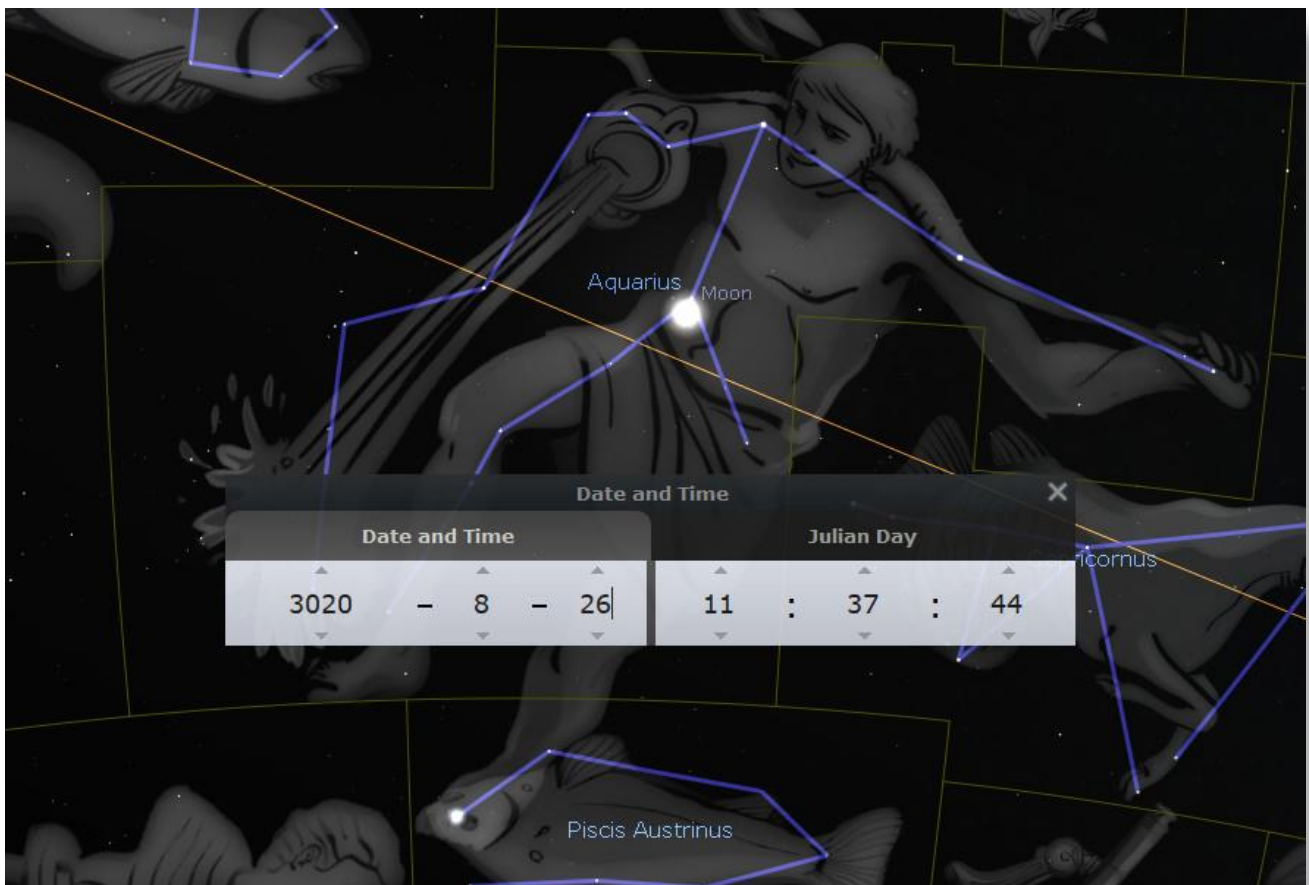 Aquarius
Moon
Date and Time
Date and Time
Julian Day
Capricornus
3020 – 8 – 26
11 : 37 : 44
Piscis Austrinus